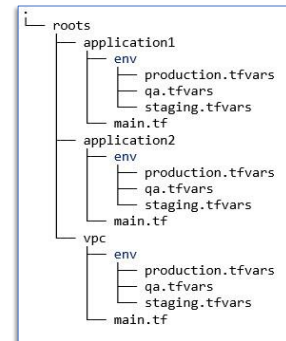 .
└── roots
    ├── application1
    │   ├── env
    │   │   ├── production.tfvars
    │   │   ├── qa.tfvars
    │   │   └── staging.tfvars
    │   └── main.tf
    ├── application2
    │   ├── env
    │   │   ├── production.tfvars
    │   │   ├── qa.tfvars
    │   │   └── staging.tfvars
    │   └── main.tf
    └── vpc
        ├── env
        │   ├── production.tfvars
        │   ├── qa.tfvars
        │   └── staging.tfvars
        └── main.tf